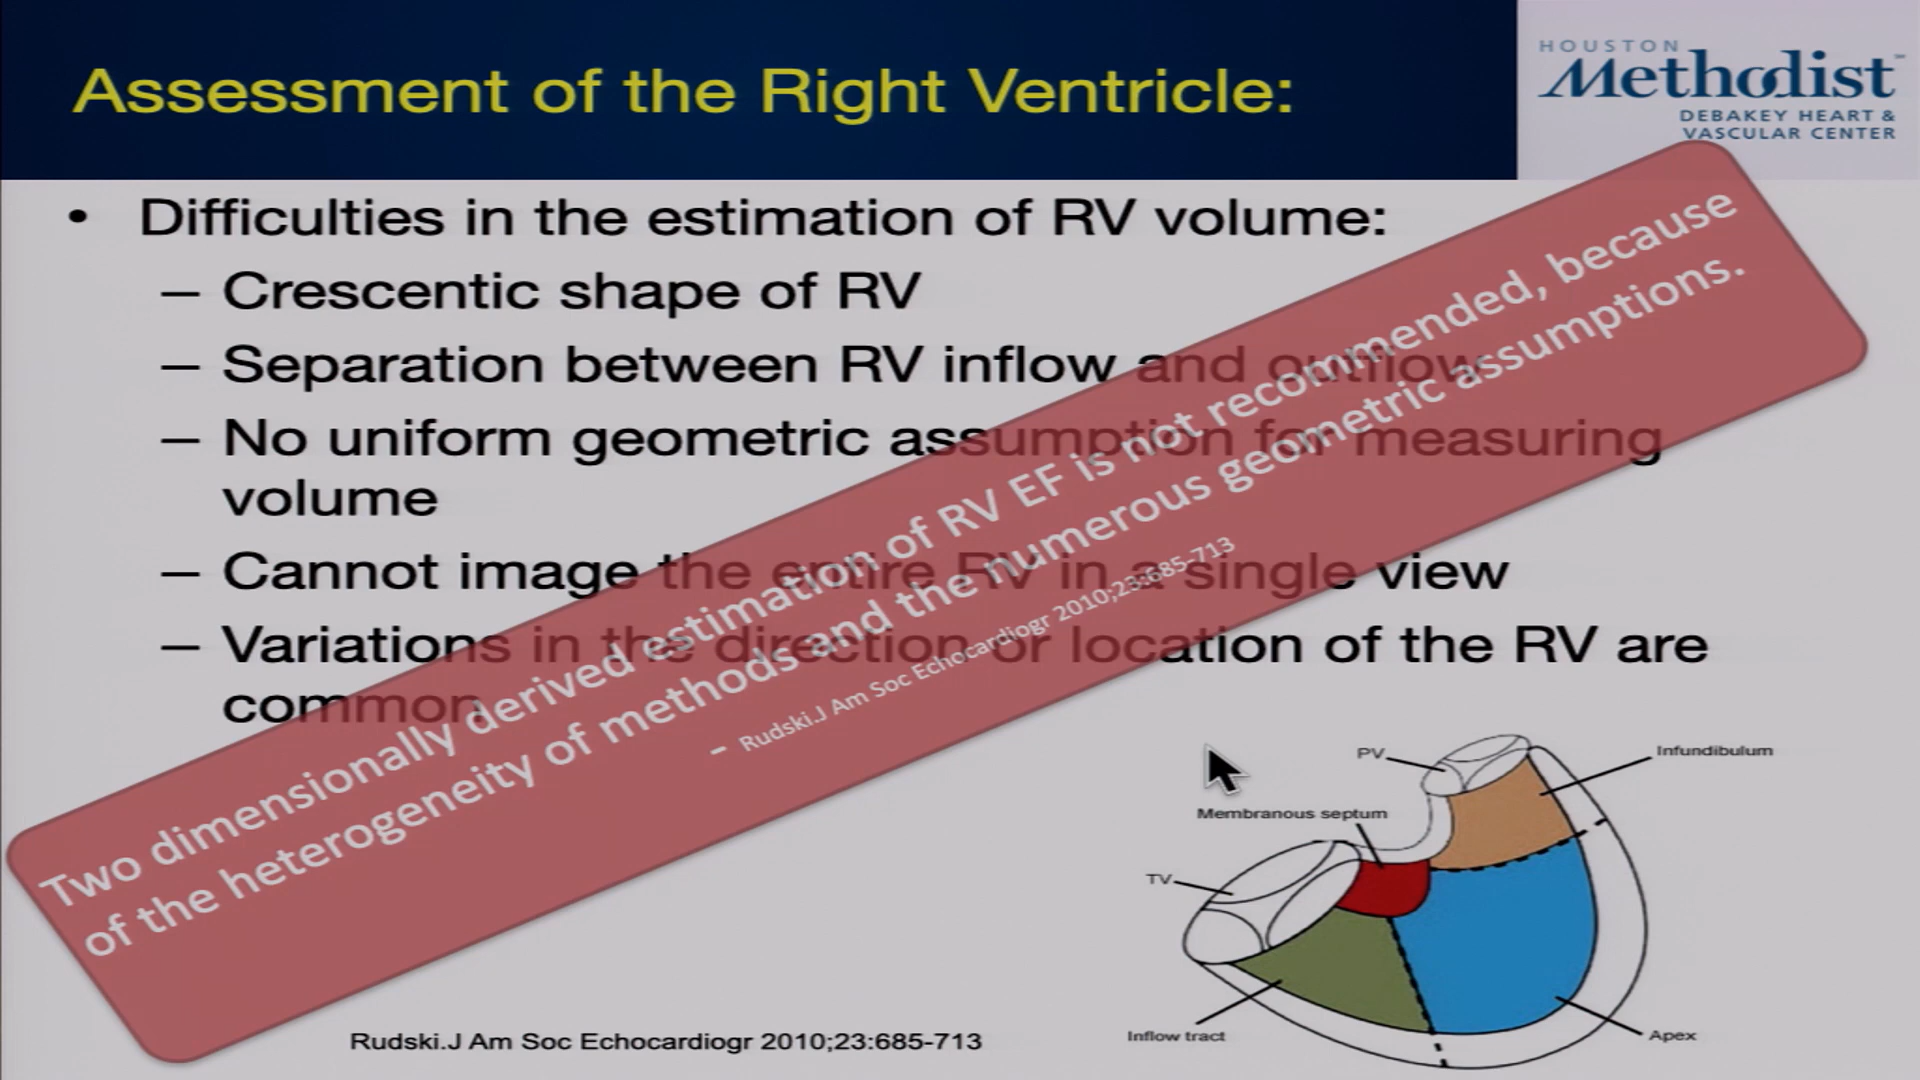 Assessment of the Right Ventricle:
HOUSTON
Methodist
DEBAKEY HEART &
VASCULAR CENTER
• Difficulties in the estimation of RV volume:
– Crescentic shape of RV
– Separation between RV inflow and outflow
– No uniform geometric assumption for measuring
volume
– Cannot image the entire RV in a single view
– Variations in the direction or location of the RV are
common
Two dimensionally derived estimation of RV EF is not recommended, because
of the heterogeneity of methods and the numerous geometric assumptions.
- Rudski.J Am Soc Echocardiogr 2010;23:685-713
PV
Infundibulum
Membranous septum
TV
Inflow tract
Apex
Rudski.J Am Soc Echocardiogr 2010;23:685-713